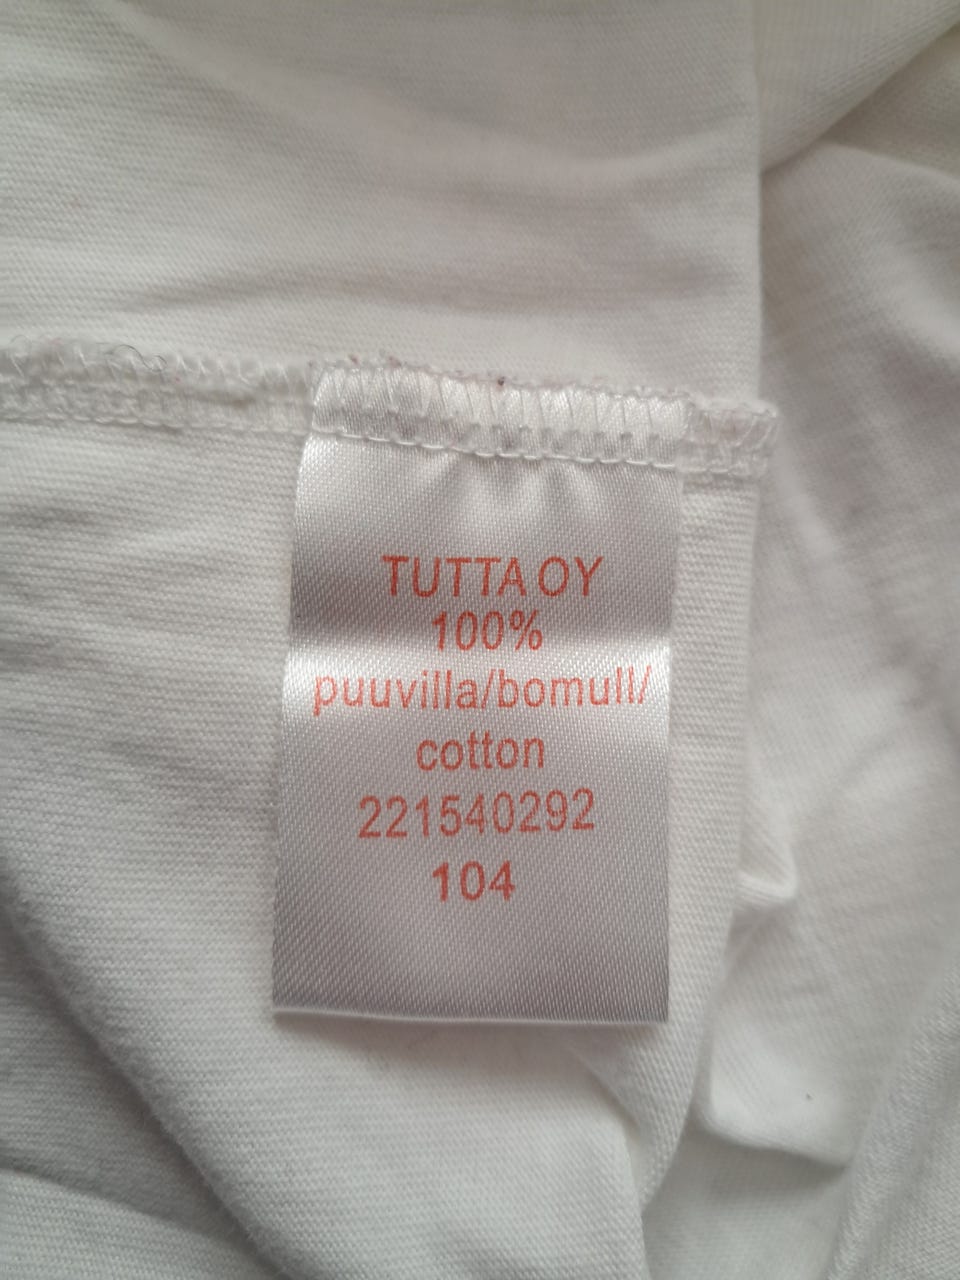 TUTTA OY
100%
puuvilla/bomull/
cotton
221540292
104